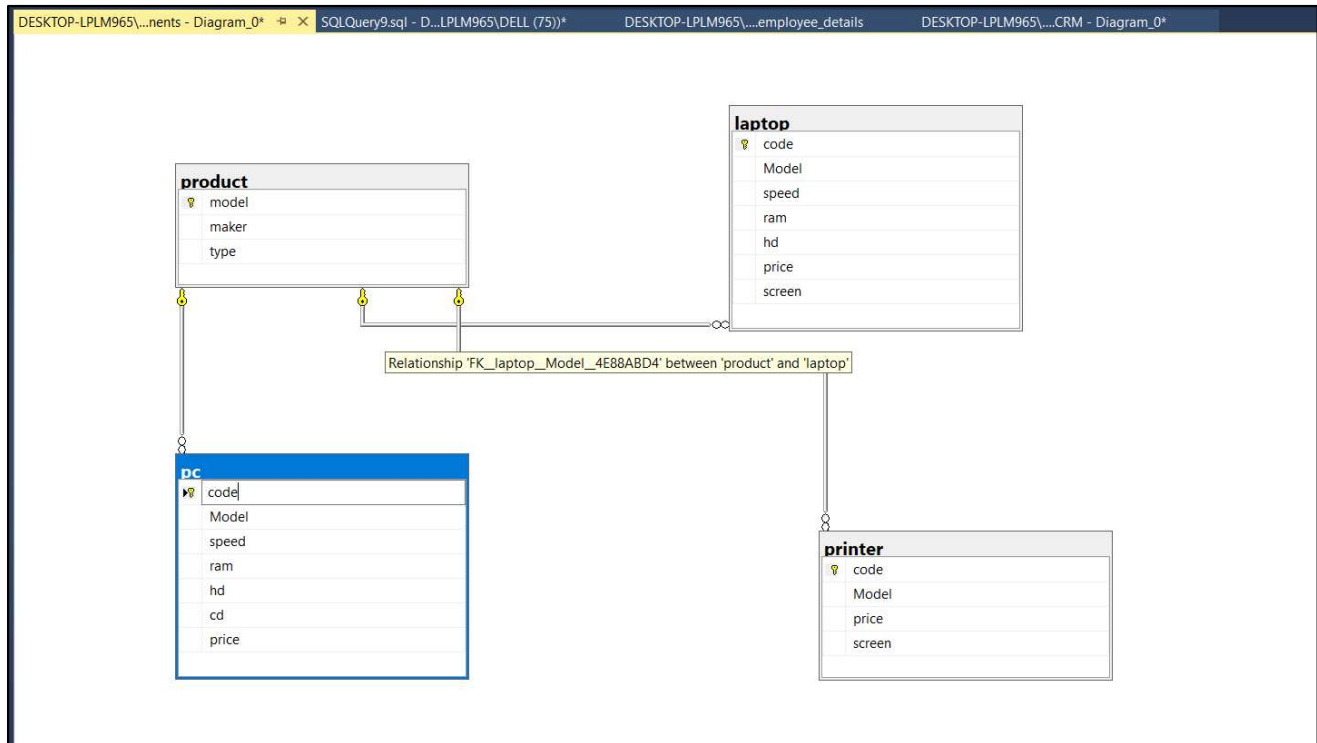 DESKTOP-LPLM965\...nents - Diagram_0*
SQLQuery9.sql - D...LPLM965\DELL (75))*
DESKTOP-LPLM965\....employee_details
DESKTOP-LPLM965\....CRM - Diagram_0*
product
model
maker
type
laptop
code
Model
speed
ram
hd
price
screen
Relationship 'FK__laptop__Model__4E88ABD4' between 'product' and 'laptop'
pc
code
Model
speed
ram
hd
cd
price
printer
code
Model
price
screen